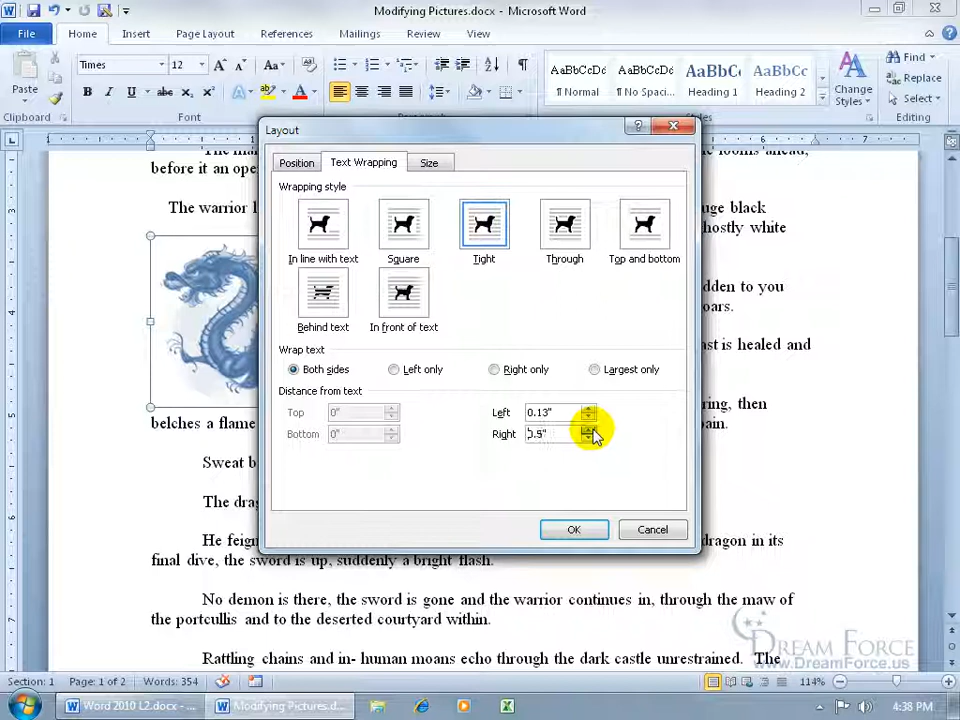 Modifying Pictures.docx - Microsoft Word
File Home Insert Page Layout References Mailings Review View
Paste
Times 12
Aa
B I U abc X₂ X²
AaBbCcDd AaBbCcDd AaBbC AaBbCc
¶ Normal ¶ No Spaci... Heading 1 Heading 2
Change Styles
Find
Replace
Select
Clipboard Font Styles Editing
before it an ope
The warrior l
uge black
hostly white
dden to you
oars.
ast is healed and
ring, then
belches a flame
Sweat b
The drag
He feign
dragon in its
final dive, the sword is up, suddenly a bright flash.
No demon is there, the sword is gone and the warrior continues in, through the maw of
the portcullis and to the deserted courtyard within.
Rattling chains and in- human moans echo through the dark castle unrestrained. The
Layout
Position Text Wrapping Size
Wrapping style
In line with text Square Tight Through Top and bottom
Behind text In front of text
Wrap text
Both sides Left only Right only Largest only
Distance from text
Top 0" Left 0.13"
Bottom 0" Right 0.5"
OK Cancel
DREAM FORCE
www.DreamForce.us
Section: 1 Page: 1 of 2 Words: 354 114%
Word 2010 L2.docx - ... Modifying Pictures.d... 4:38 PM